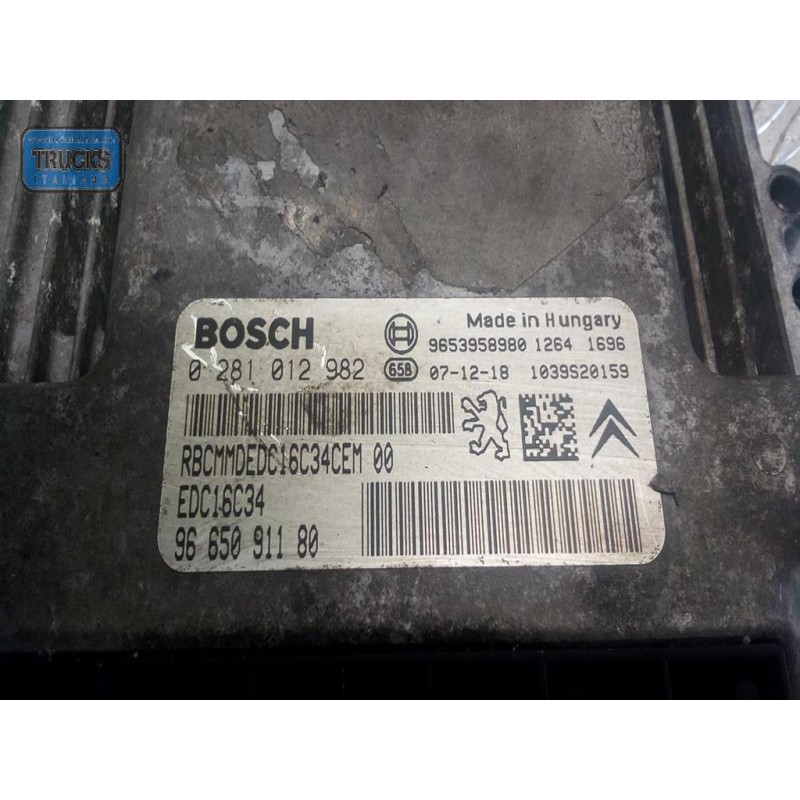 TRUCKS
ITALIANS
BOSCH
Made in Hungary
9653958980 1264 1696
0 281 012 982
658
07-12-18 1039S20159
RBCMMDEDC16C34CEM 00
EDC16C34
96 650 911 80